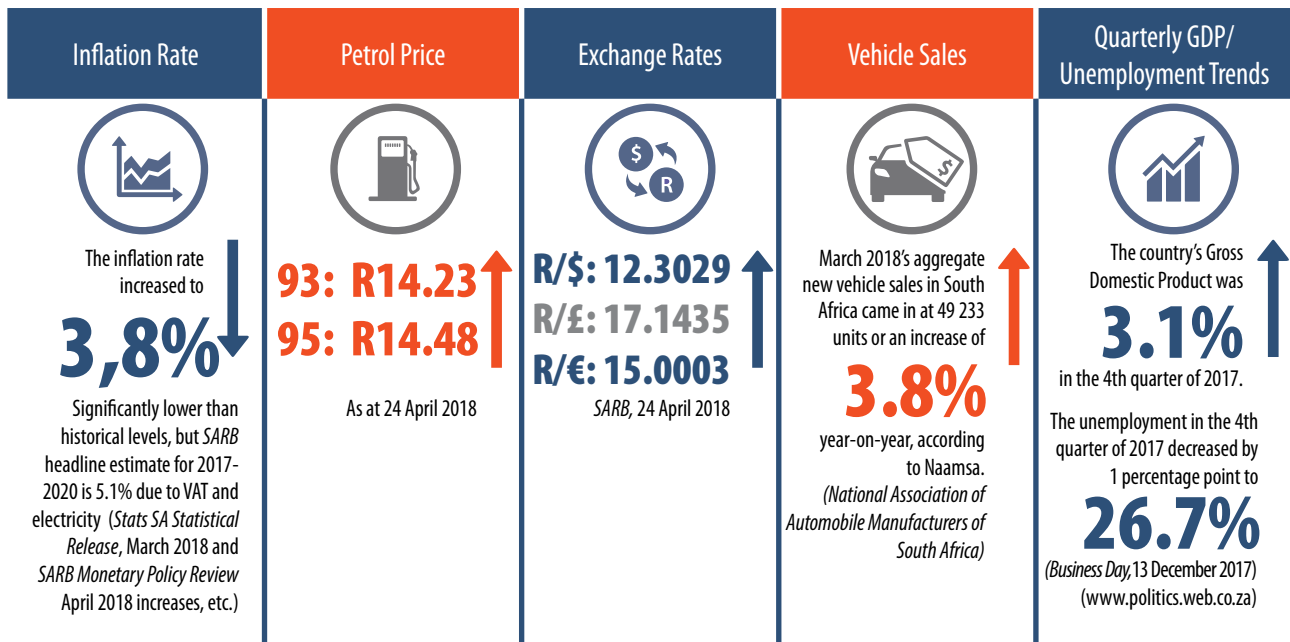 Inflation Rate
The inflation rate
increased to
3,8%
Significantly lower than
historical levels, but SARB
headline estimate for 2017-
2020 is 5.1% due to VAT and
electricity (Stats SA Statistical
Release, March 2018 and
SARB Monetary Policy Review
April 2018 increases, etc.)
Petrol Price
93: R14.23
95: R14.48
As at 24 April 2018
Exchange Rates
$
R
R/$: 12.3029
R/£: 17.1435
R/€: 15.0003
SARB, 24 April 2018
Vehicle Sales
$
March 2018’s aggregate
new vehicle sales in South
Africa came in at 49 233
units or an increase of
3.8%
year-on-year, according
to Naamsa.
(National Association of
Automobile Manufacturers of
South Africa)
Quarterly GDP/
Unemployment Trends
The country’s Gross
Domestic Product was
3.1%
in the 4th quarter of 2017.
The unemployment in the 4th
quarter of 2017 decreased by
1 percentage point to
26.7%
(Business Day,13 December 2017)
(www.politics.web.co.za)